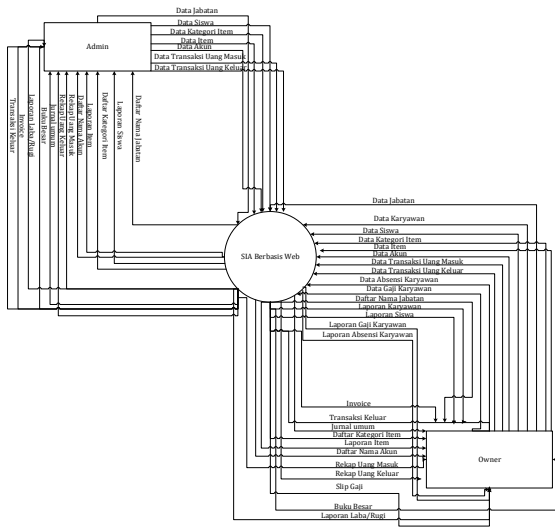 Data Jabatan
Data Siswa
Data Kategori Item
Data Item
Data Akun
Data Transaksi Uang Masuk
Data Transaksi Uang Keluar
Admin
Transaksi Keluar
Invoice
Laporan Laba/Rugi
Buku Besar
Jurnal umum
Rekap Uang Keluar
Rekap Uang Masuk
Daftar Nama Akun
Laporan Item
Daftar Kategori Item
Laporan Siswa
Daftar Nama Jabatan
SIA Berbasis Web
Data Jabatan
Data Karyawan
Data Siswa
Data Kategori Item
Data Item
Data Akun
Data Transaksi Uang Masuk
Data Transaksi Uang Keluar
Data Absensi Karyawan
Data Gaji Karyawan
Daftar Nama Jabatan
Laporan Karyawan
Laporan Siswa
Laporan Gaji Karyawan
Laporan Absensi Karyawan
Invoice
Transaksi Keluar
Jurnal umum
Daftar Kategori Item
Laporan Item
Daftar Nama Akun
Rekap Uang Masuk
Rekap Uang Keluar
Slip Gaji
Buku Besar
Laporan Laba/Rugi
Owner